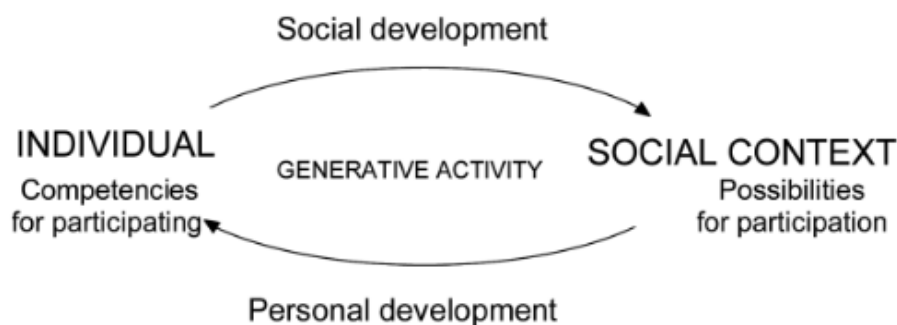 Social development
INDIVIDUAL
Competencies
for participating
GENERATIVE ACTIVITY
SOCIAL CONTEXT
Possibilities
for participation
Personal development